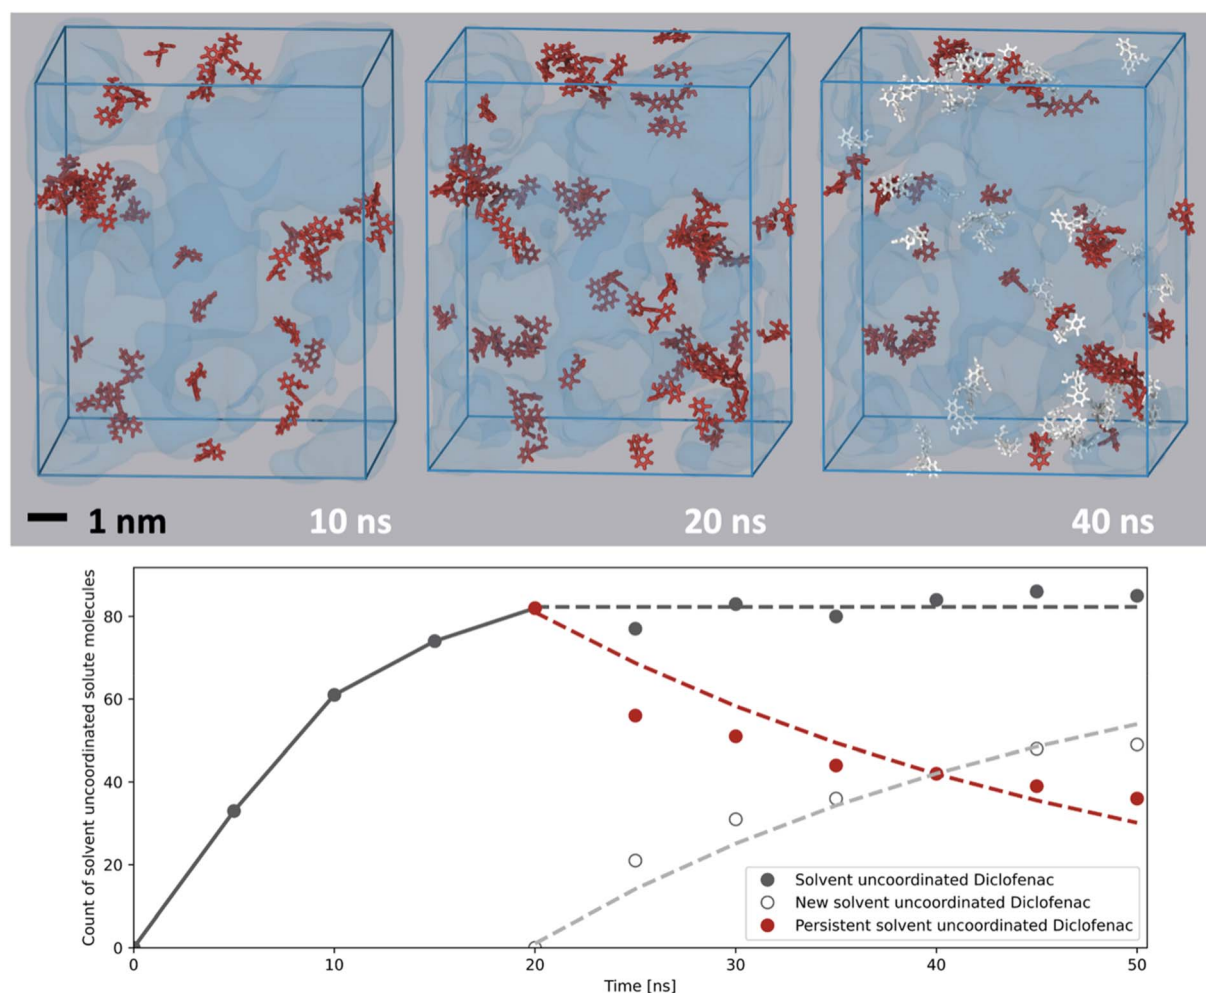 1 nm 10 ns 20 ns 40 ns
Count of solvent uncoordinated solute molecules
80
60
40
20
0
Solvent uncoordinated Diclofenac
New solvent uncoordinated Diclofenac
Persistent solvent uncoordinated Diclofenac
0 10 20 30 40 50
Time [ns]